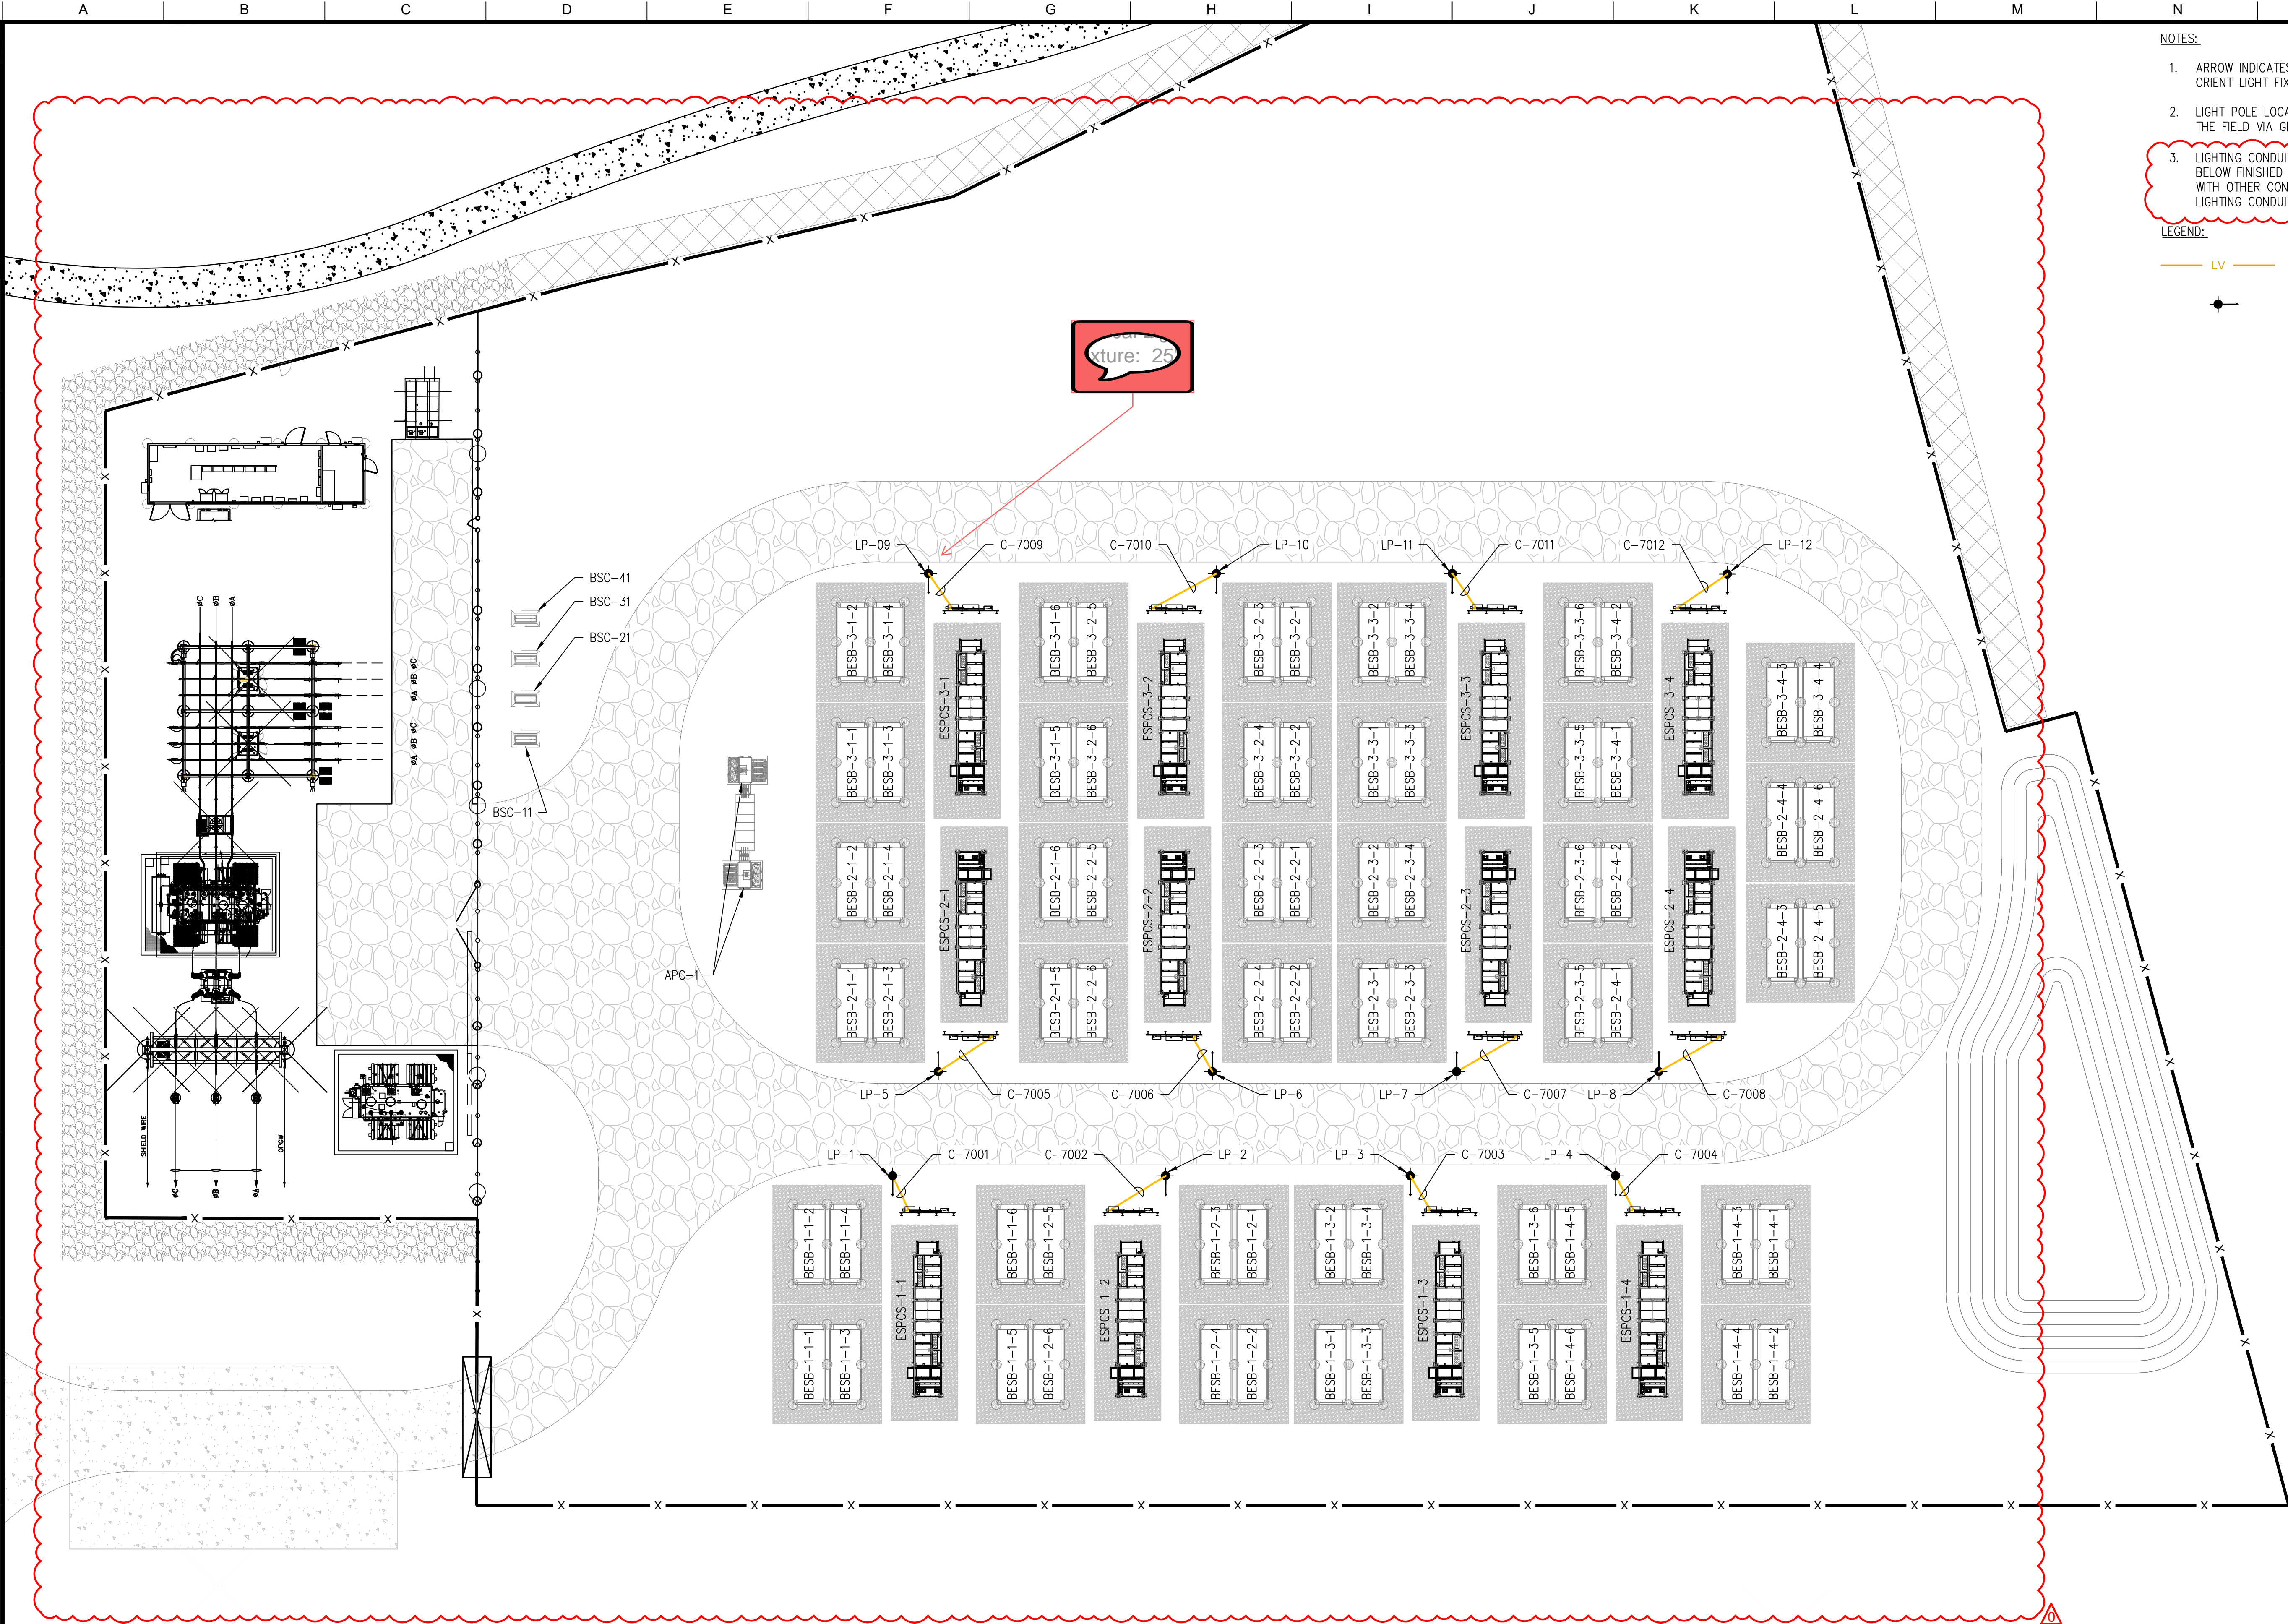 A B C D E F G H I J K L M N
NOTES:
1. ARROW INDICATES
ORIENT LIGHT FIX
2. LIGHT POLE LOCA
THE FIELD VIA
3. LIGHTING CONDUI
BELOW FINISHED
WITH OTHER CON
LIGHTING CONDUI
LEGEND:
LV
xture: 25
LP-09 C-7009 C-7010 LP-10 LP-11 C-7011 C-7012 LP-12
BSC-41
BSC-31
BSC-21
BSC-11
APC-1
øC øB øA
øA øB øC
øA øB øC
BESB-3-1-2 BESB-3-1-4 BESB-3-1-6 BESB-3-2-5 BESB-3-2-3 BESB-3-2-1 BESB-3-3-2 BESB-3-3-4 BESB-3-3-6 BESB-3-4-2
ESPCS-3-1 ESPCS-3-2 ESPCS-3-3 ESPCS-3-4
BESB-3-4-3 BESB-3-4-4
BESB-3-1-1 BESB-3-1-3 BESB-3-1-5 BESB-3-2-6 BESB-3-2-4 BESB-3-2-2 BESB-3-3-1 BESB-3-3-3 BESB-3-3-5 BESB-3-4-1
BESB-2-4-4 BESB-2-4-6
BESB-2-1-2 BESB-2-1-4 BESB-2-1-6 BESB-2-2-5 BESB-2-2-3 BESB-2-2-1 BESB-2-3-2 BESB-2-3-4 BESB-2-3-6 BESB-2-4-2
ESPCS-2-1 ESPCS-2-2 ESPCS-2-3 ESPCS-2-4
BESB-2-4-3 BESB-2-4-5
BESB-2-1-1 BESB-2-1-3 BESB-2-1-5 BESB-2-2-6 BESB-2-2-4 BESB-2-2-2 BESB-2-3-1 BESB-2-3-3 BESB-2-3-5 BESB-2-4-1
LP-5 C-7005 C-7006 LP-6 LP-7 C-7007 LP-8 C-7008
SHIELD WIRE
OPGW
øC øB øA
LP-1 C-7001 C-7002 LP-2 LP-3 C-7003 LP-4 C-7004
BESB-1-1-2 BESB-1-1-4 BESB-1-1-6 BESB-1-2-5 BESB-1-2-3 BESB-1-2-1 BESB-1-3-2 BESB-1-3-4 BESB-1-3-6 BESB-1-4-5 BESB-1-4-3 BESB-1-4-1
ESPCS-1-1 ESPCS-1-2 ESPCS-1-3 ESPCS-1-4
BESB-1-1-1 BESB-1-1-3 BESB-1-1-5 BESB-1-2-6 BESB-1-2-4 BESB-1-2-2 BESB-1-3-1 BESB-1-3-3 BESB-1-3-5 BESB-1-4-6 BESB-1-4-4 BESB-1-4-2
0